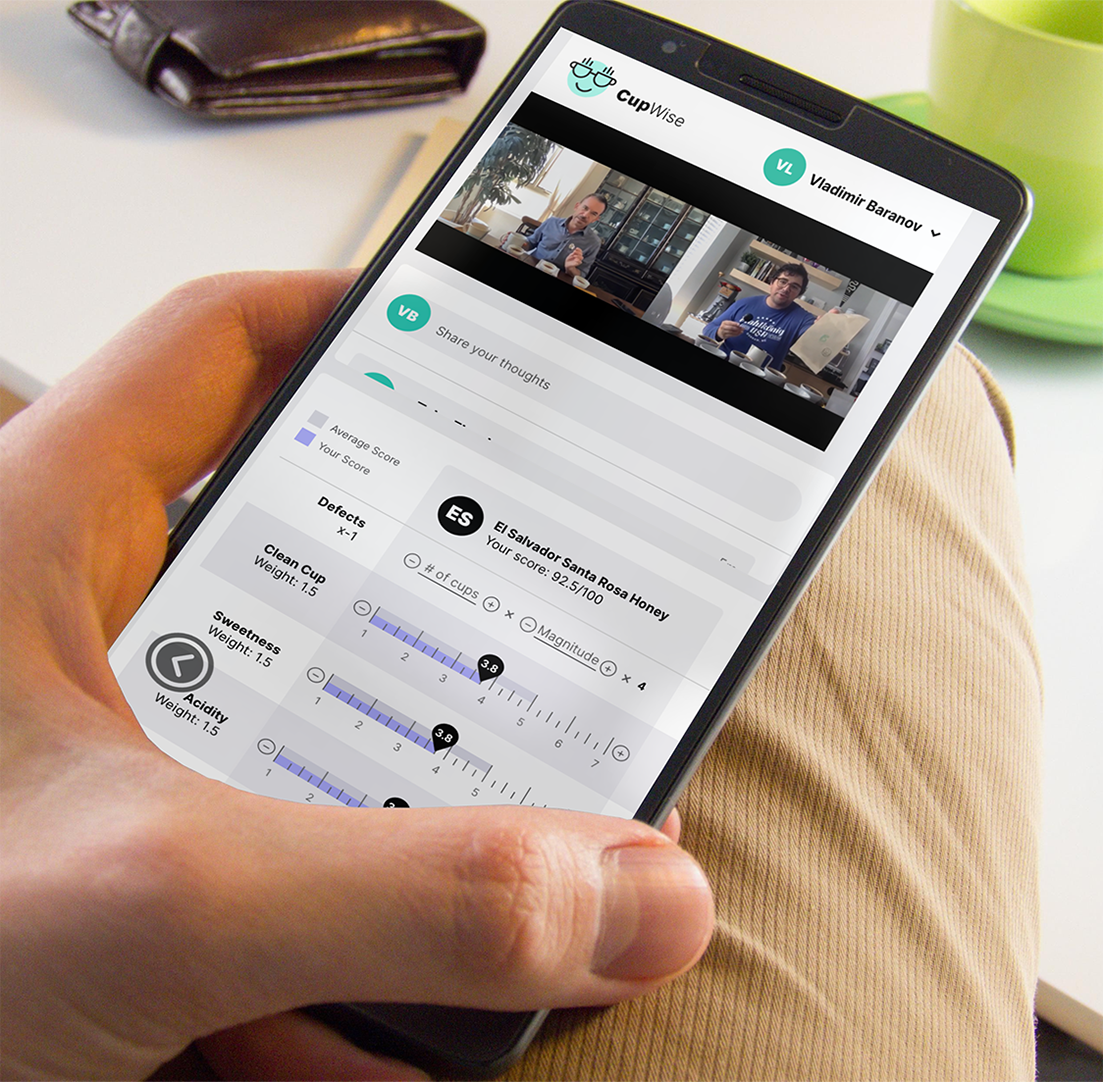 CupWise
VL Vladimir Baranov
Mahlkönig
USA
VB Share your thoughts
Average Score
Your Score
Defects
x-1
ES El Salvador Santa Rosa Honey
Your score: 92.5/100
# of cups × Magnitude × 4
Clean Cup
Weight: 1.5
3.8
1 2 3 4 5 6 7
Sweetness
Weight: 1.5
3.8
1 2 3 4 5
Acidity
Weight: 1.5
1 2